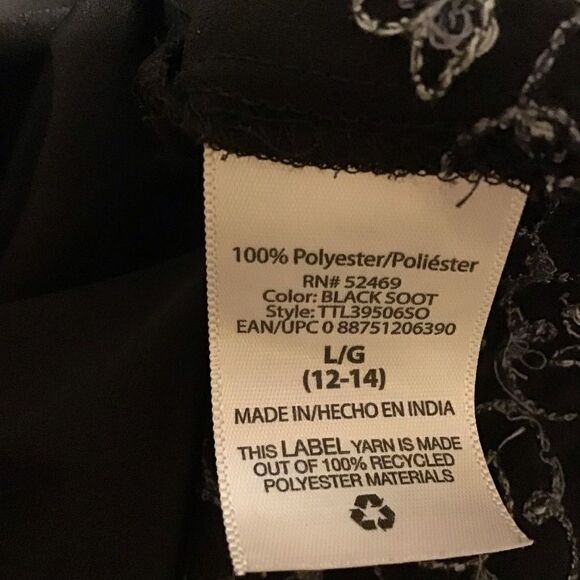 100% Polyester/Poliéster
RN# 52469
Color: BLACK SOOT
Style: TTL39506SO
EAN/UPC 0 88751206390
L/G
(12-14)
MADE IN/HECHO EN INDIA
THIS LABEL YARN IS MADE
OUT OF 100% RECYCLED
POLYESTER MATERIALS